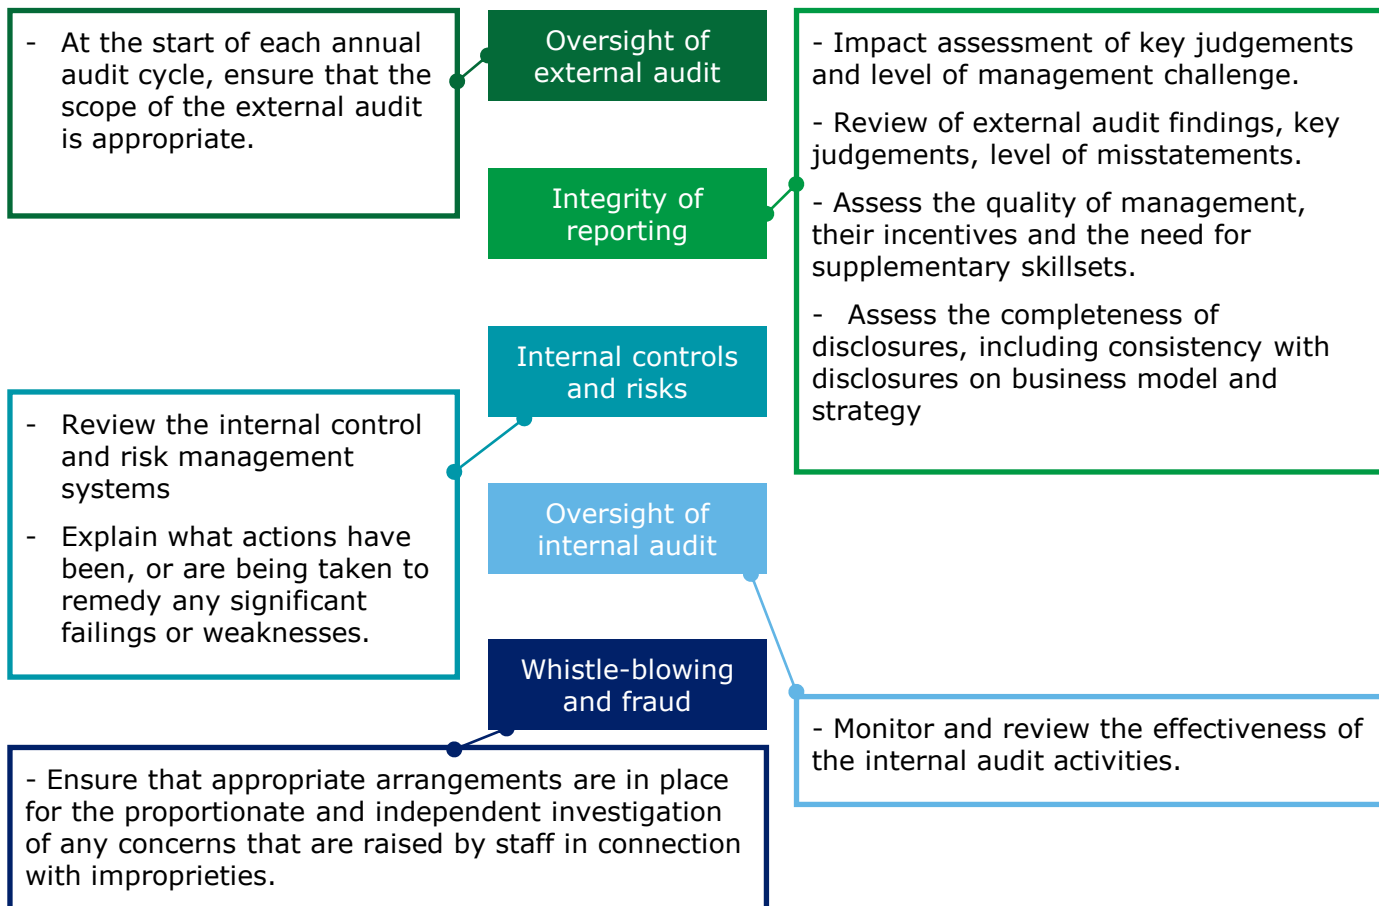 - At the start of each annual
audit cycle, ensure that the
scope of the external audit
is appropriate.
Oversight of
external audit
- Impact assessment of key judgements
and level of management challenge.
- Review of external audit findings, key
judgements, level of misstatements.
- Assess the quality of management,
their incentives and the need for
supplementary skillsets.
- Assess the completeness of
disclosures, including consistency with
disclosures on business model and
strategy
Integrity of
reporting
Internal controls
and risks
- Review the internal control
and risk management
systems
- Explain what actions have
been, or are being taken to
remedy any significant
failings or weaknesses.
Oversight of
internal audit
- Monitor and review the effectiveness of
the internal audit activities.
Whistle-blowing
and fraud
- Ensure that appropriate arrangements are in place
for the proportionate and independent investigation
of any concerns that are raised by staff in connection
with improprieties.